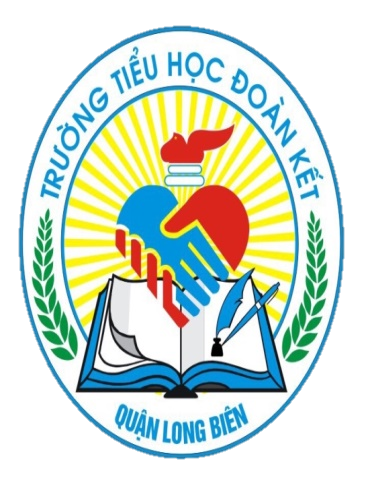 TRƯỜNG TIỂU HỌC ĐOÀN KẾT
QUẬN LONG BIÊN